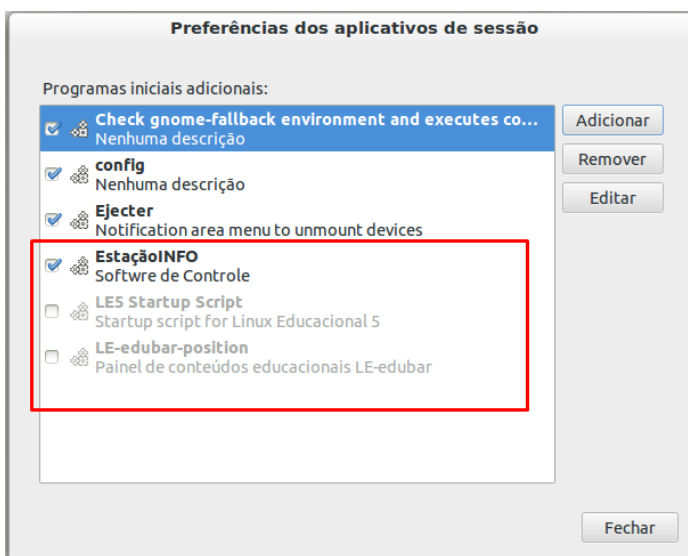 Preferências dos aplicativos de sessão
Programas iniciais adicionais:
Check gnome-fallback environment and executes co...
Nenhuma descrição
config
Nenhuma descrição
Ejecter
Notification area menu to unmount devices
EstaçãoINFO
Softwre de Controle
LE5 Startup Script
Startup script for Linux Educacional 5
LE-edubar-position
Painel de conteúdos educacionais LE-edubar
Adicionar
Remover
Editar
Fechar